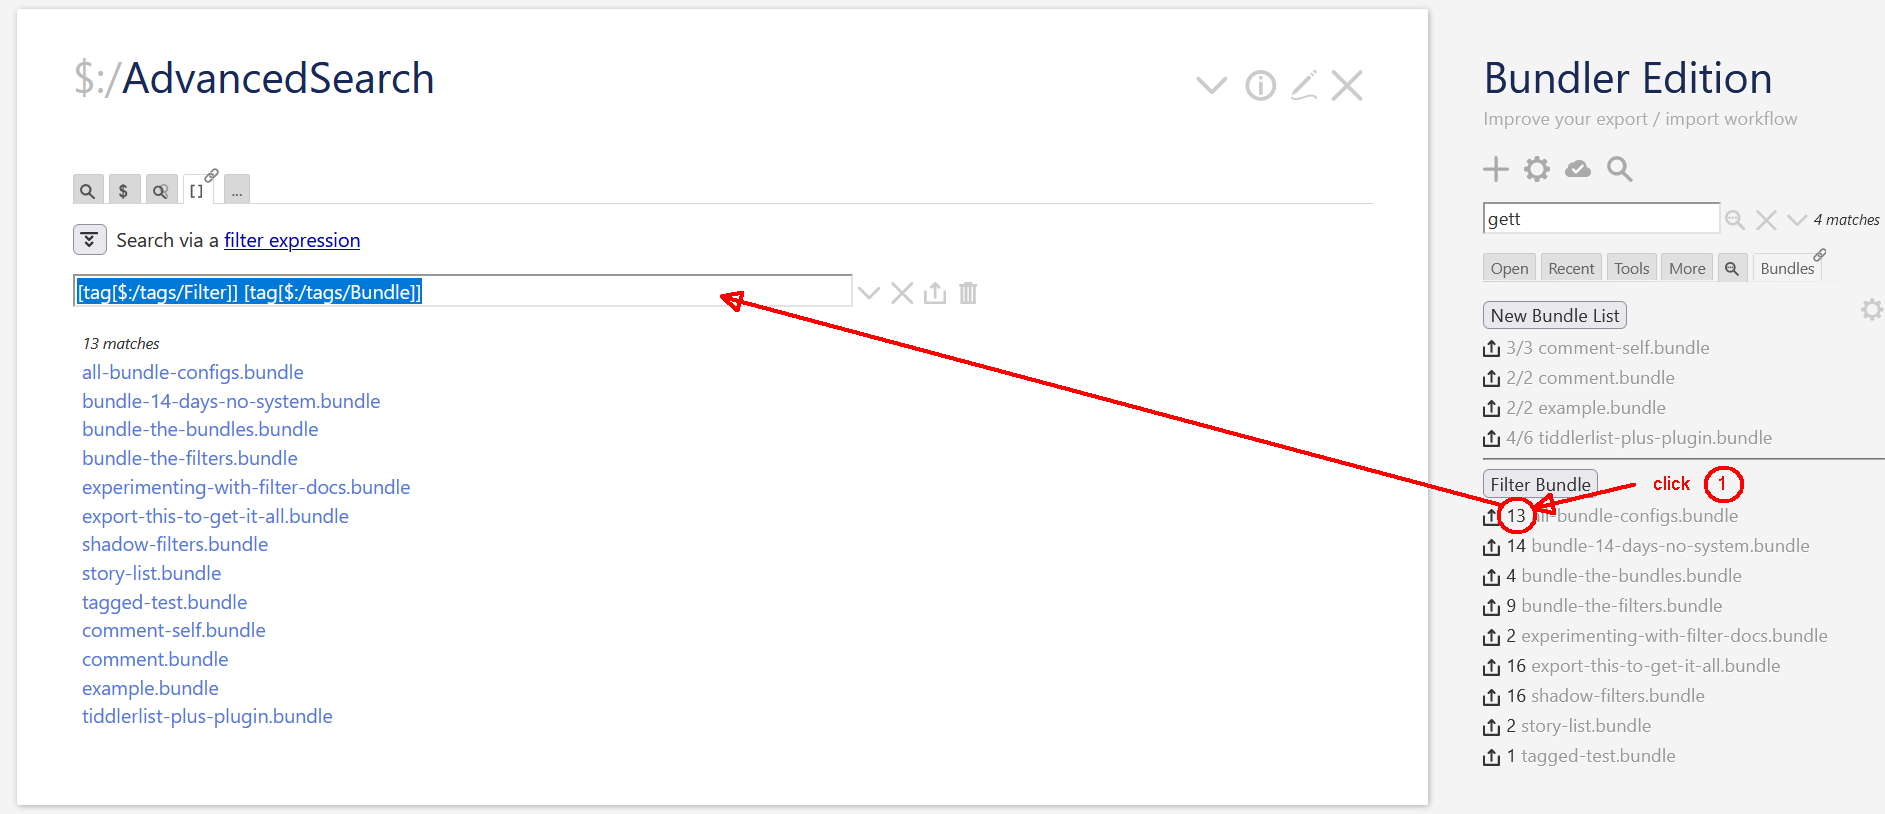 $:/AdvancedSearch
$
[ ]
...
Search via a filter expression
[tag[$:/tags/Filter]] [tag[$:/tags/Bundle]]
13 matches
all-bundle-configs.bundle
bundle-14-days-no-system.bundle
bundle-the-bundles.bundle
bundle-the-filters.bundle
experimenting-with-filter-docs.bundle
export-this-to-get-it-all.bundle
shadow-filters.bundle
story-list.bundle
tagged-test.bundle
comment-self.bundle
comment.bundle
example.bundle
tiddlerlist-plus-plugin.bundle
Bundler Edition
Improve your export / import workflow
gett
4 matches
Open Recent Tools More Bundles
New Bundle List
3/3 comment-self.bundle
2/2 comment.bundle
2/2 example.bundle
4/6 tiddlerlist-plus-plugin.bundle
Filter Bundle
click 1
13 all-bundle-configs.bundle
14 bundle-14-days-no-system.bundle
4 bundle-the-bundles.bundle
9 bundle-the-filters.bundle
2 experimenting-with-filter-docs.bundle
16 export-this-to-get-it-all.bundle
16 shadow-filters.bundle
2 story-list.bundle
1 tagged-test.bundle